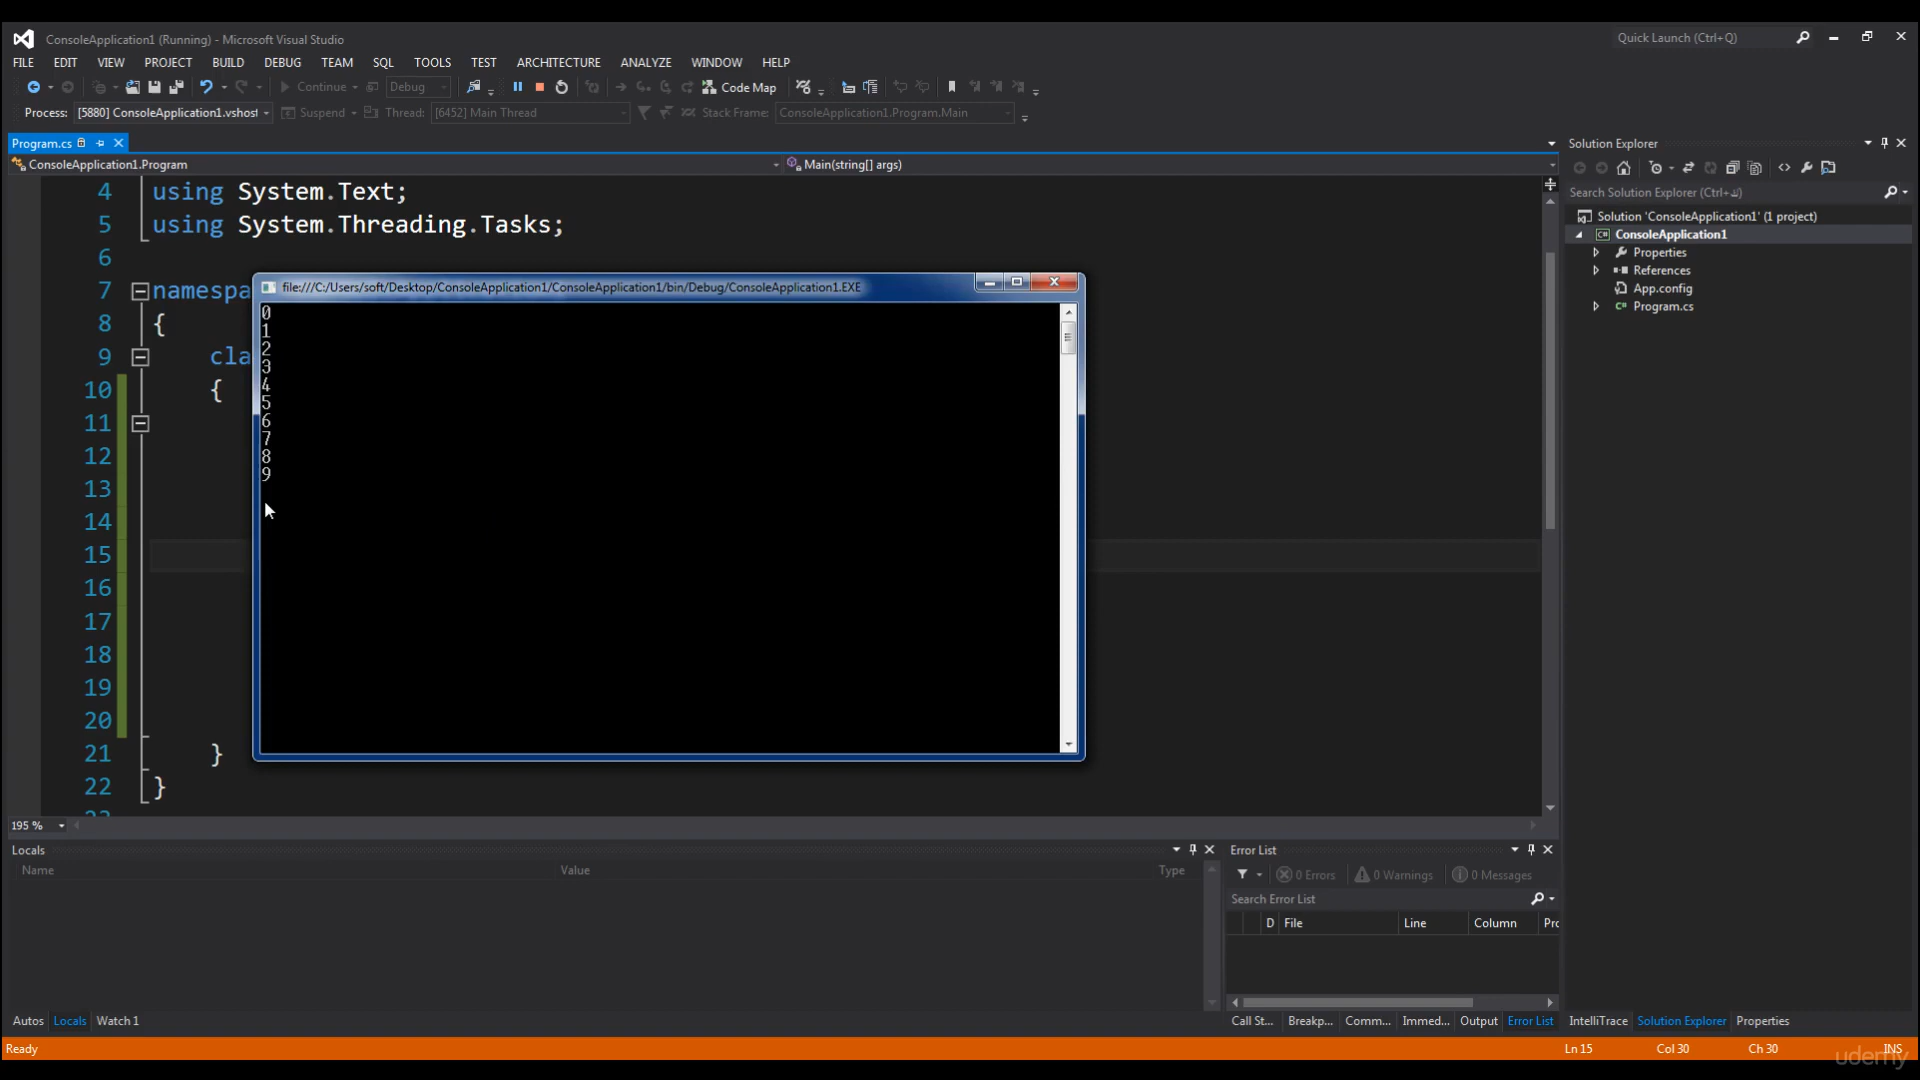 ConsoleApplication1 (Running) - Microsoft Visual Studio
Quick Launch (Ctrl+Q)
FILE EDIT VIEW PROJECT BUILD DEBUG TEAM SQL TOOLS TEST ARCHITECTURE ANALYZE WINDOW HELP
Continue Debug Code Map
Process: [5880] ConsoleApplication1.vshost Suspend Thread: [6452] Main Thread Stack Frame: ConsoleApplication1.Program.Main
Program.cs
ConsoleApplication1.Program Main(string[] args)
4 using System.Text;
5 using System.Threading.Tasks;
6
7 namespa
8 {
9 cla
10 {
11
12
13
14
15
16
17
18
19
20
21 }
22 }
23
file:///C:/Users/soft/Desktop/ConsoleApplication1/ConsoleApplication1/bin/Debug/ConsoleApplication1.EXE
0
1
2
3
4
5
6
7
8
9
195 %
Solution Explorer
Search Solution Explorer (Ctrl+ك)
Solution 'ConsoleApplication1' (1 project)
ConsoleApplication1
Properties
References
App.config
Program.cs
Locals
Name Value Type
Autos Locals Watch 1
Error List
0 Errors 0 Warnings 0 Messages
Search Error List
D File Line Column Prc
Call St... Breakp... Comm... Immed... Output Error List
IntelliTrace Solution Explorer Properties
Ready Ln 15 Col 30 Ch 30 INS
udemy